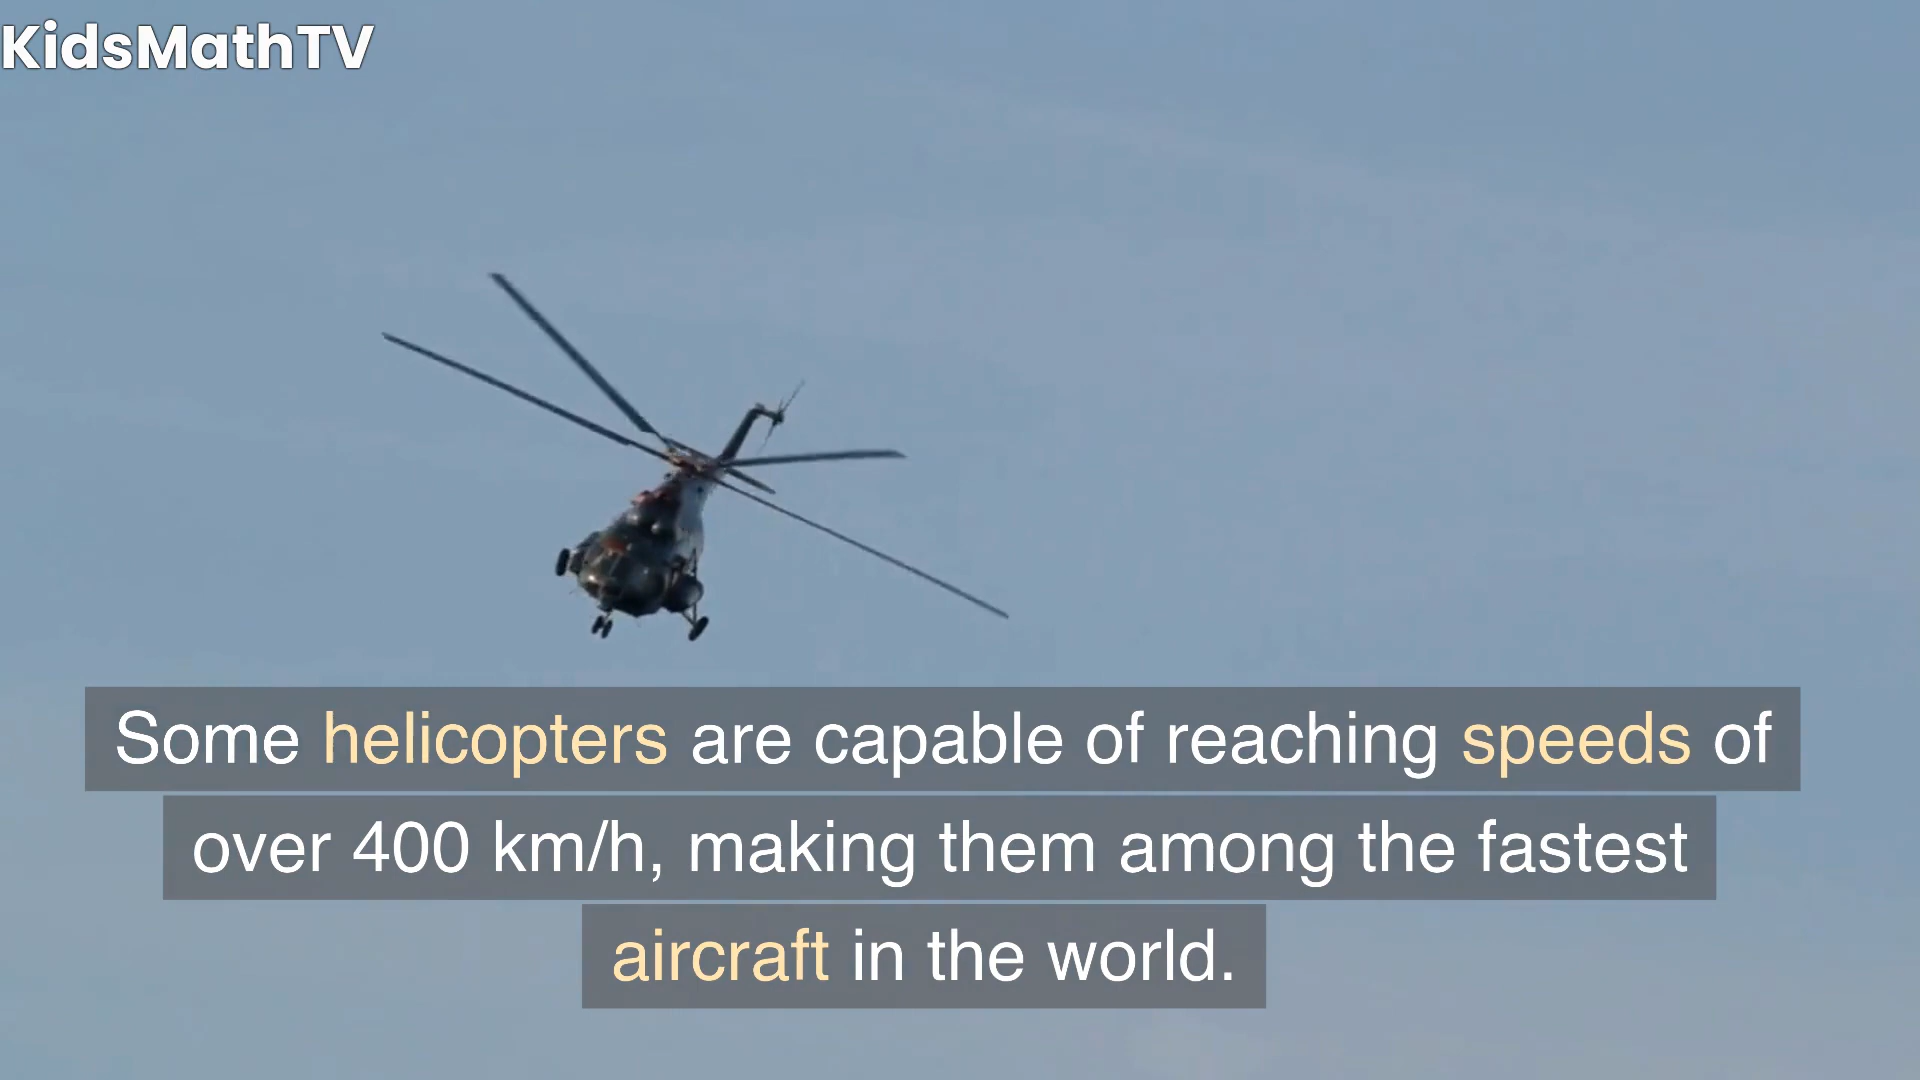 KidsMathTV
Some helicopters are capable of reaching speeds of
over 400 km/h, making them among the fastest
aircraft in the world.